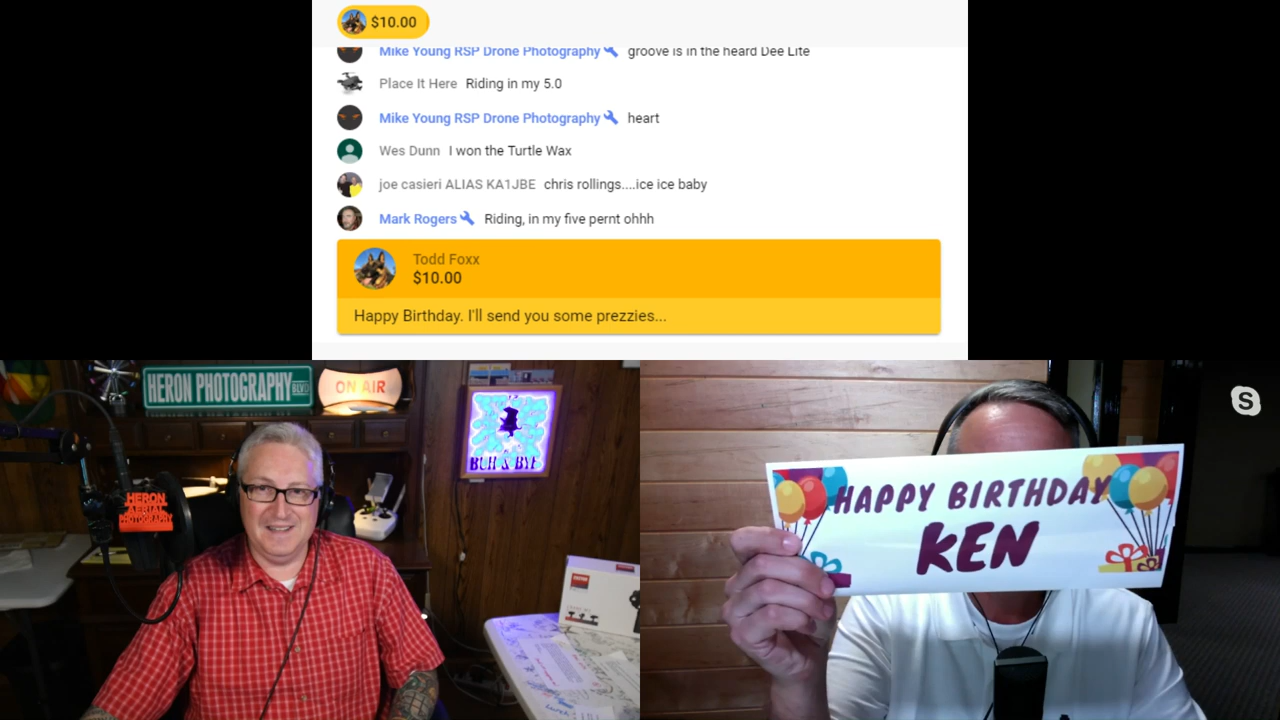 $10.00
Mike Young RSP Drone Photography groove is in the heard Dee Lite
Place It Here Riding in my 5.0
Mike Young RSP Drone Photography heart
Wes Dunn I won the Turtle Wax
joe casieri ALIAS KA1JBE chris rollings....ice ice baby
Mark Rogers Riding, in my five pernt ohhh
Todd Foxx
$10.00
Happy Birthday. I'll send you some prezzies...
HERON PHOTOGRAPHY BLVD
ON AIR
BUH & BYE
HERON
AERIAL
PHOTOGRAPHY
HAPPY BIRTHDAY
KEN
S